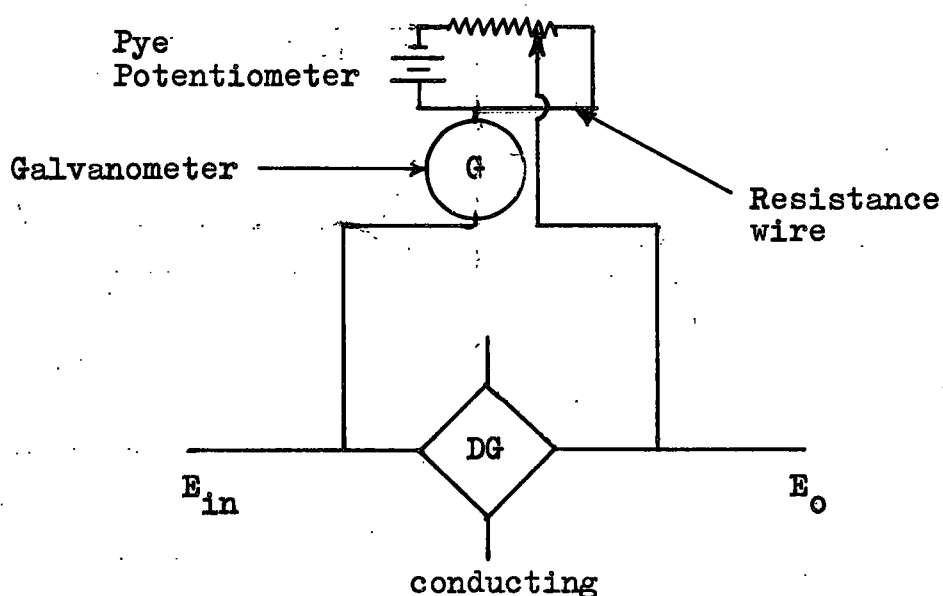 Pye
Potentiometer
Galvanometer
G
Resistance
wire
DG
E_in
E_o
conducting